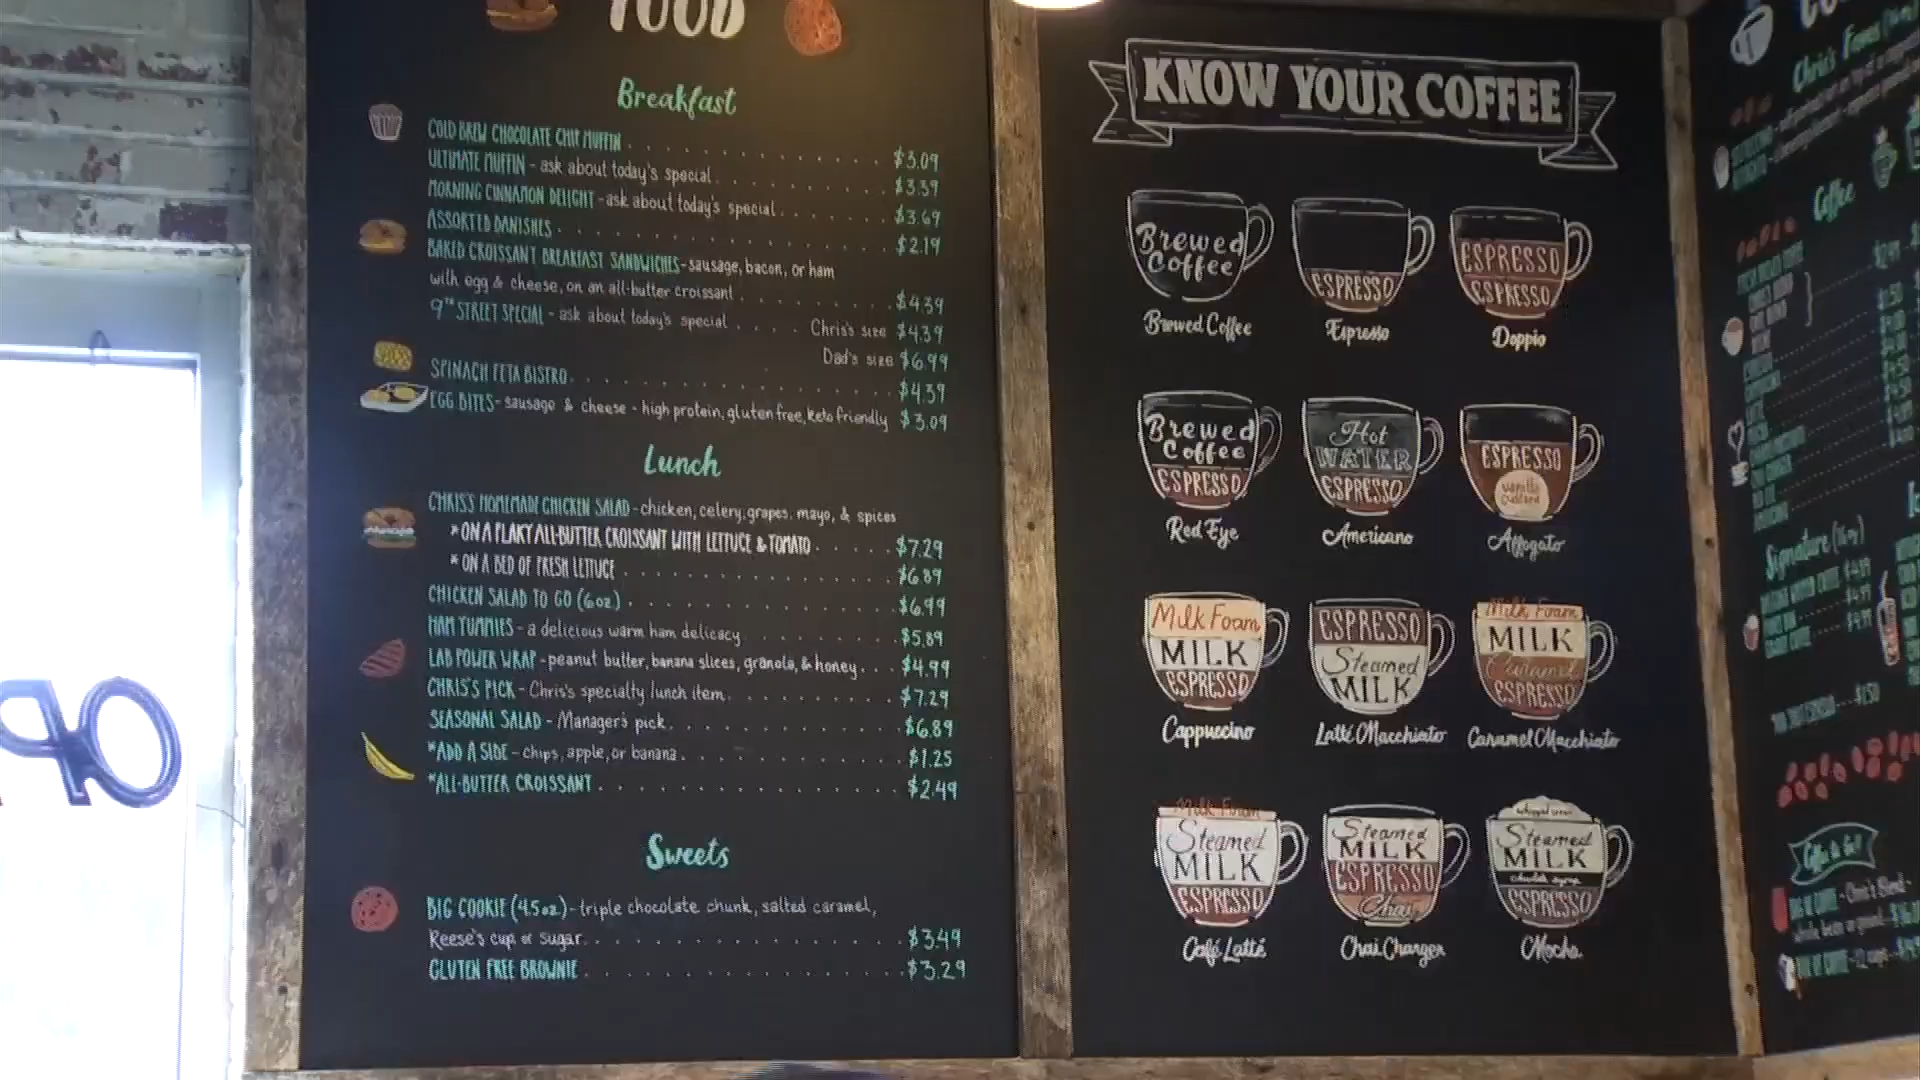 FOOD
Breakfast
COLD BREW CHOCOLATE CHIP MUFFIN . . . . . . . . . . . . $3.09
ULTIMATE MUFFIN - ask about today's special . . . . . . . . $3.39
MORNING CINNAMON DELIGHT - ask about today's special . . . . . $3.69
ASSORTED DANISHES . . . . . . . . . . . . . . $2.19
BAKED CROISSANT BREAKFAST SANDWICHES - sausage, bacon, or ham
with egg & cheese, on an all-butter croissant . . . . . . . $4.39
9TH STREET SPECIAL - ask about today's special . . . . Chris's size $4.39
Dad's size $6.99
SPINACH FETA BISTRO . . . . . . . . . . . . . . $4.39
EGG BITES - sausage & cheese - high protein, gluten free, keto friendly $3.09
Lunch
CHRIS'S HOMEMADE CHICKEN SALAD - chicken, celery, grapes, mayo, & spices
* ON A FLAKY ALL-BUTTER CROISSANT WITH LETTUCE & TOMATO . . . . . $7.29
* ON A BED OF FRESH LETTUCE . . . . . . . . . . . . . $6.89
CHICKEN SALAD TO GO (6oz) . . . . . . . . . . . . . $6.99
HAM YUMMIES - a delicious warm ham delicacy . . . . . . . . $5.89
LAB POWER WRAP - peanut butter, banana slices, granola, & honey . . . $4.99
CHRIS'S PICK - Chris's specialty lunch item . . . . . . . . $7.29
SEASONAL SALAD - Manager's pick . . . . . . . . . . . $6.89
*ADD A SIDE - chips, apple, or banana . . . . . . . . . . $1.25
*ALL-BUTTER CROISSANT . . . . . . . . . . . . . . $2.49
Sweets
BIG COOKIE (4.5oz) - triple chocolate chunk, salted caramel,
Reese's cup or sugar . . . . . . . . . . . . . . $3.49
GLUTEN FREE BROWNIE . . . . . . . . . . . . . . $3.29
KNOW YOUR COFFEE
Brewed
Coffee
Brewed Coffee
ESPRESSO
Espresso
ESPRESSO
ESPRESSO
Doppio
Brewed
Coffee
ESPRESSO
Red Eye
Hot
WATER
ESPRESSO
Americano
ESPRESSO
vanilla
custard
Affogato
Milk Foam
MILK
ESPRESSO
Cappuccino
ESPRESSO
Steamed
MILK
Latté Macchiato
Milk Foam
MILK
Caramel
ESPRESSO
Caramel Macchiato
Milk Foam
Steamed
MILK
ESPRESSO
Café Latté
Steamed
MILK
ESPRESSO
Chai
Chai Charger
whipped cream
Steamed
MILK
chocolate syrup
ESPRESSO
Mocha
Chris's Faves
Coffee
Signature (16oz)
Coffee to Go!
OP